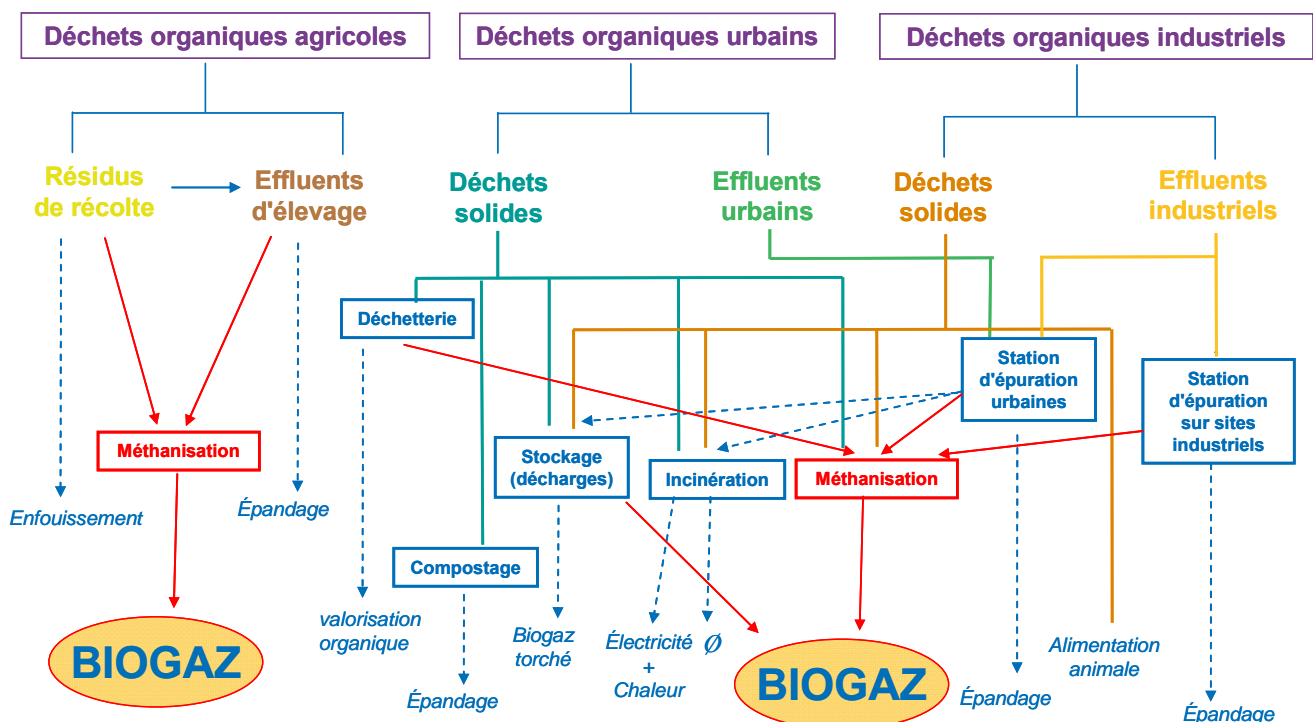 Déchets organiques agricoles
Déchets organiques urbains
Déchets organiques industriels
Résidus
de récolte
Effluents
d'élevage
Déchets
solides
Effluents
urbains
Déchets
solides
Effluents
industriels
Déchetterie
Station
d'épuration
urbaines
Station
d'épuration
sur sites
industriels
Méthanisation
Stockage
(décharges)
Incinération
Méthanisation
Enfouissement
Épandage
Compostage
valorisation
organique
Biogaz
torché
Électricité
+
Chaleur
Ø
Alimentation
animale
BIOGAZ
BIOGAZ
Épandage
Épandage
Épandage